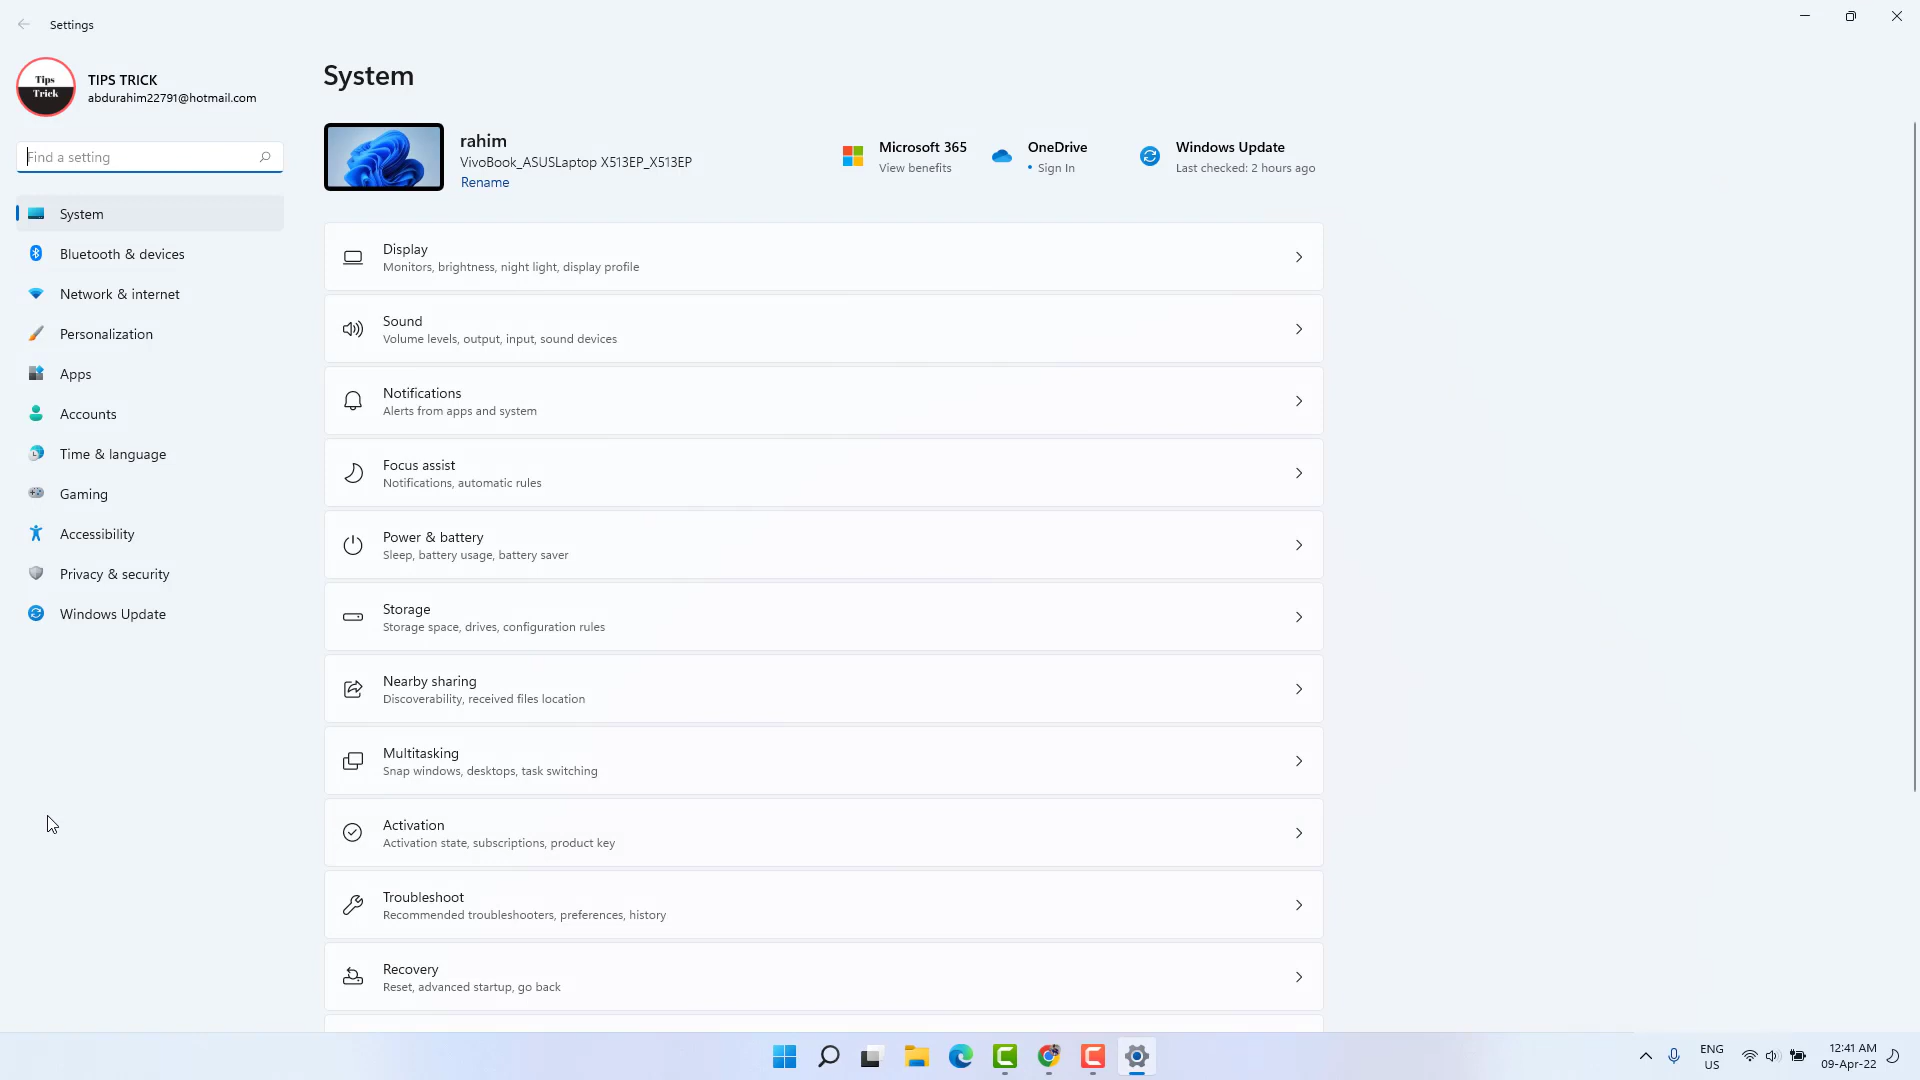 Settings
Tips
Trick
TIPS TRICK
abdurahim22791@hotmail.com
Find a setting
System
Bluetooth & devices
Network & internet
Personalization
Apps
Accounts
Time & language
Gaming
Accessibility
Privacy & security
Windows Update
System
rahim
VivoBook_ASUSLaptop X513EP_X513EP
Rename
Microsoft 365
View benefits
OneDrive
• Sign In
Windows Update
Last checked: 2 hours ago
Display
Monitors, brightness, night light, display profile
Sound
Volume levels, output, input, sound devices
Notifications
Alerts from apps and system
Focus assist
Notifications, automatic rules
Power & battery
Sleep, battery usage, battery saver
Storage
Storage space, drives, configuration rules
Nearby sharing
Discoverability, received files location
Multitasking
Snap windows, desktops, task switching
Activation
Activation state, subscriptions, product key
Troubleshoot
Recommended troubleshooters, preferences, history
Recovery
Reset, advanced startup, go back
ENG
US
12:41 AM
09-Apr-22